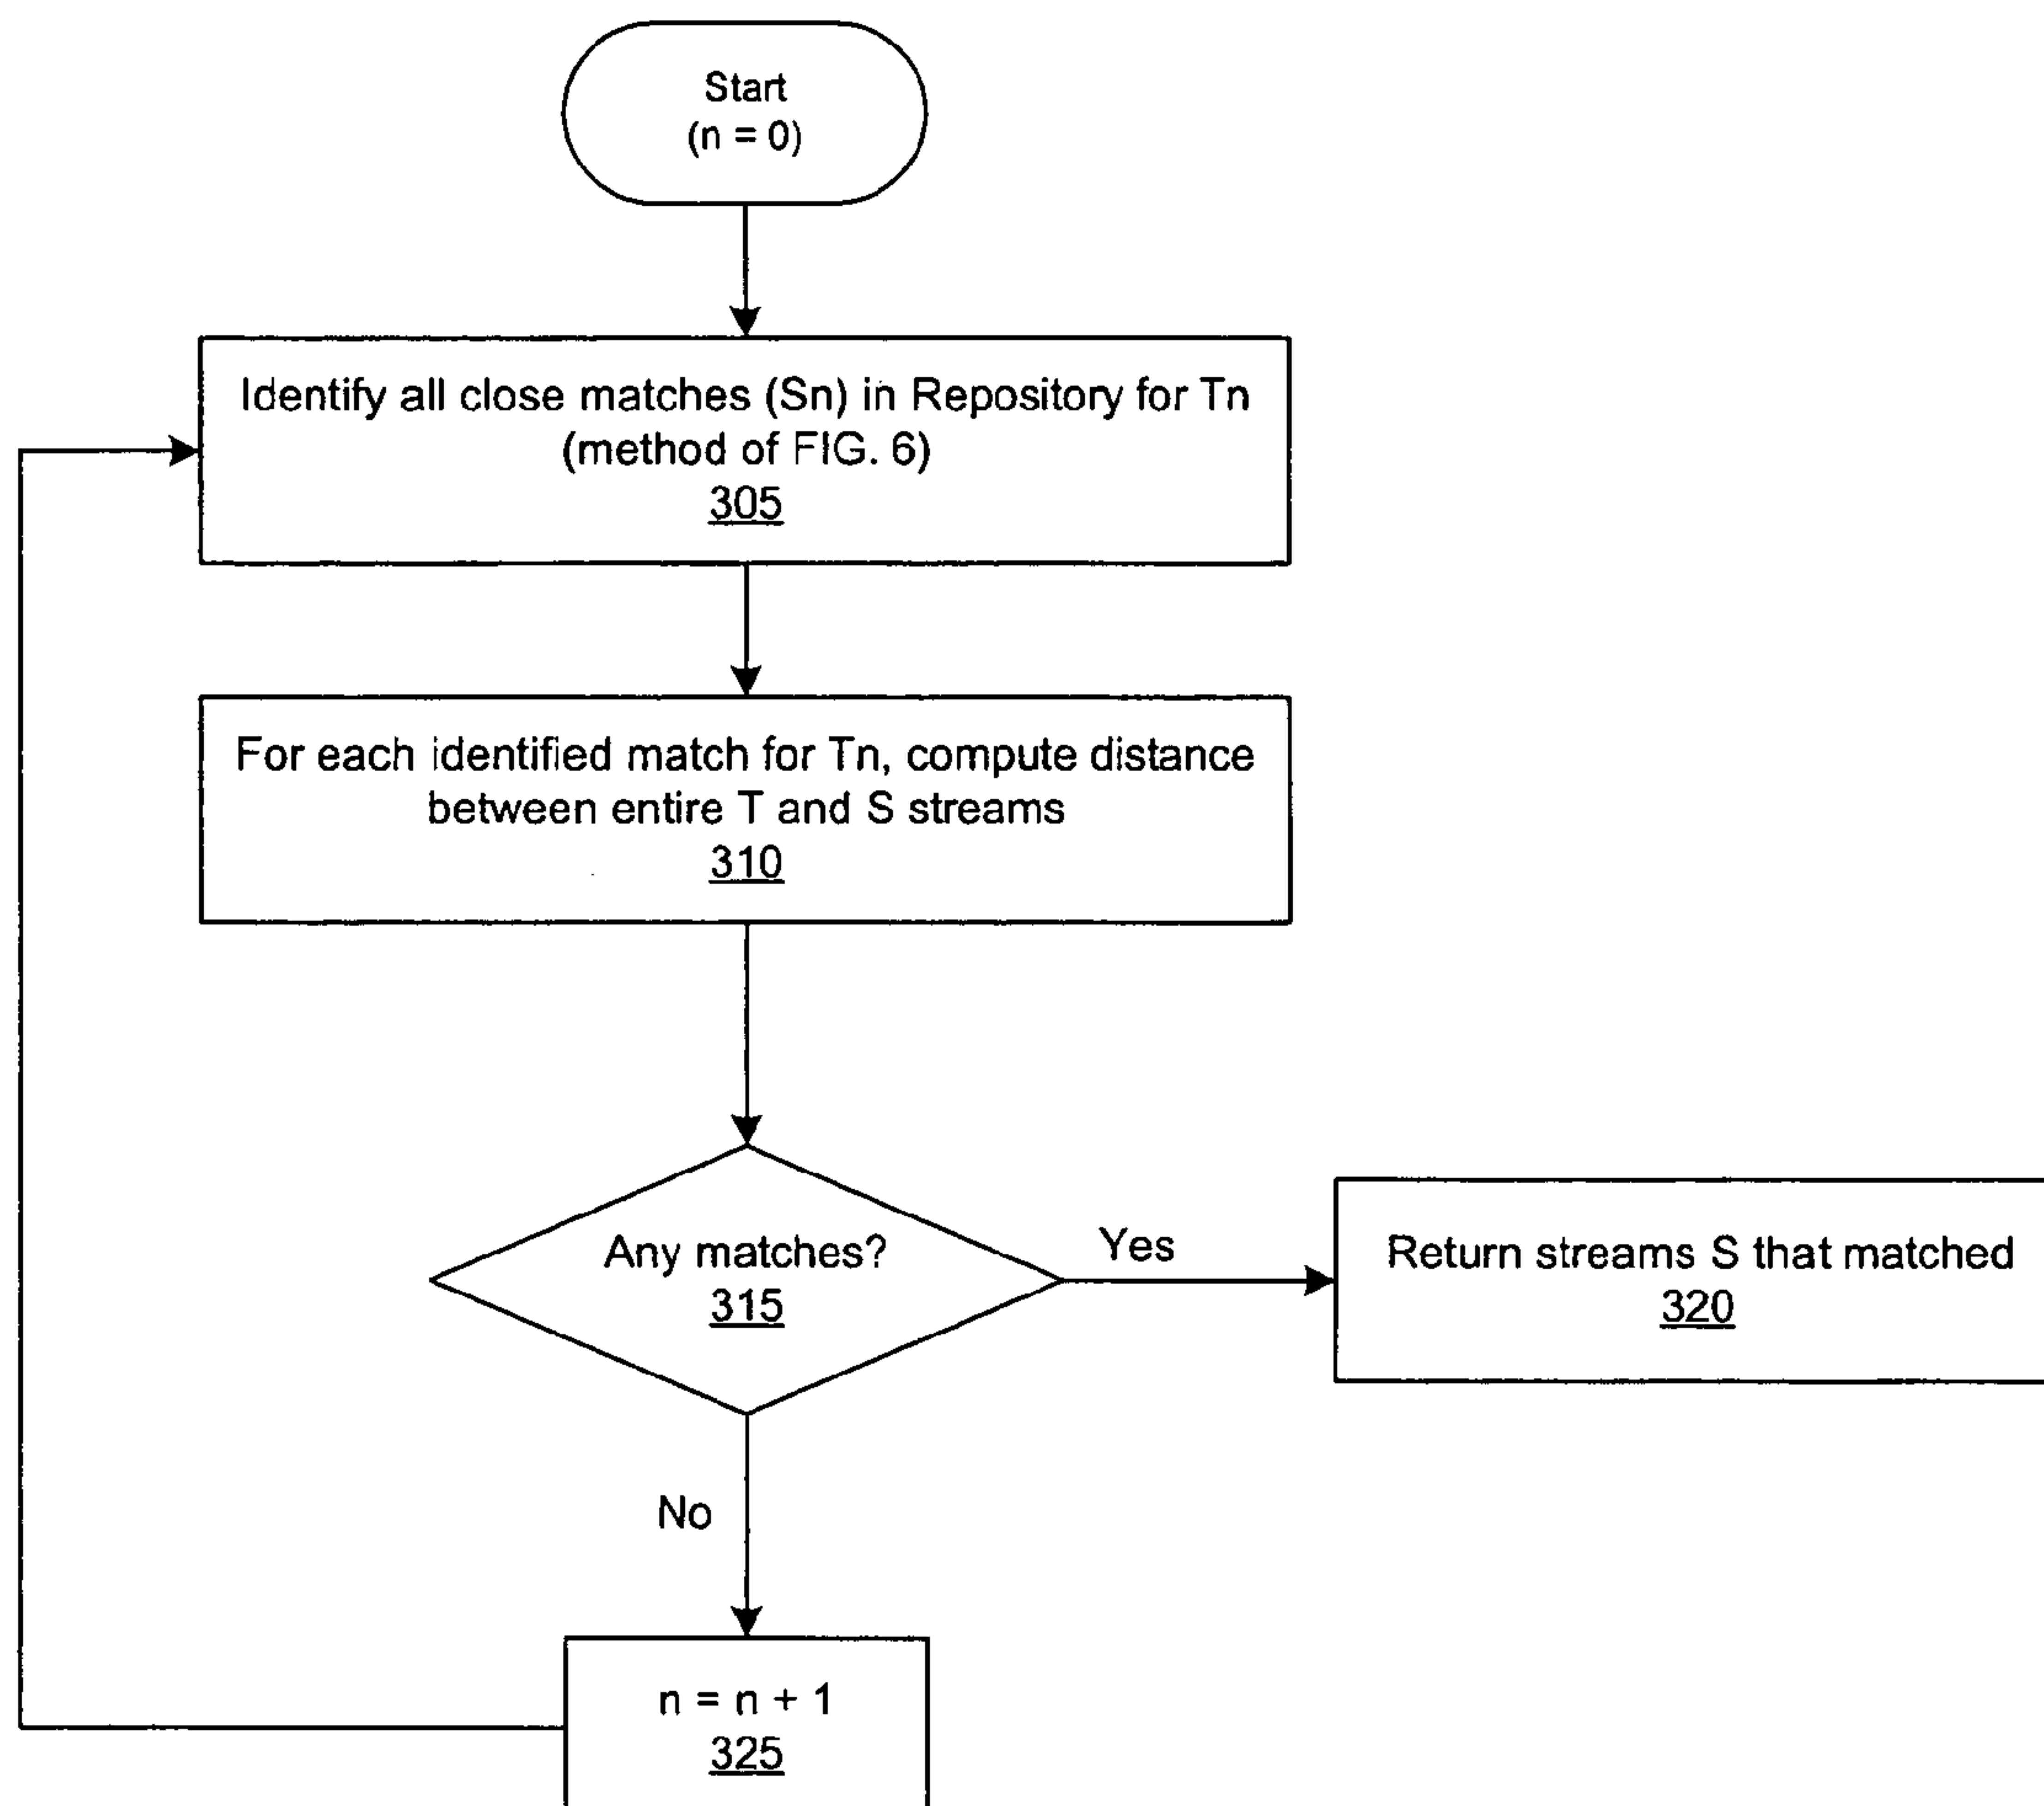 Start
(n = 0)
Identify all close matches (Sn) in Repository for Tn
(method of FIG. 6)
305
For each identified match for Tn, compute distance
between entire T and S streams
310
Any matches?
315
Yes
Return streams S that matched
320
No
n = n + 1
325